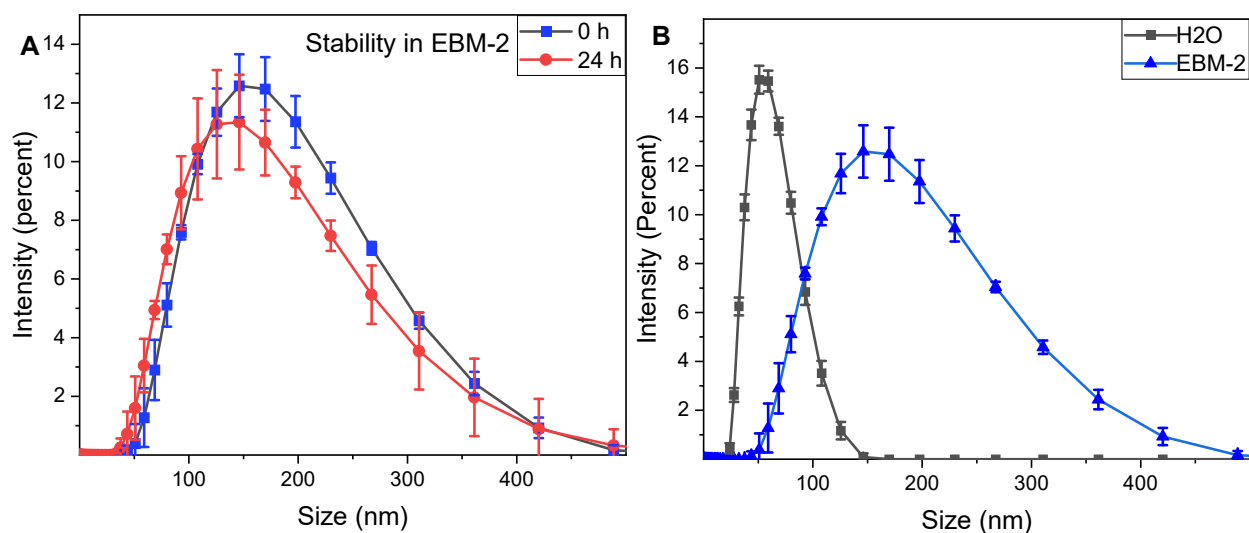 A
Stability in EBM-2
0 h
24 h
14
12
10
8
6
4
2
Intensity (percent)
100
200
300
400
Size (nm)
B
H2O
EBM-2
16
14
12
10
8
6
4
2
Intensity (Percent)
100
200
300
400
Size (nm)